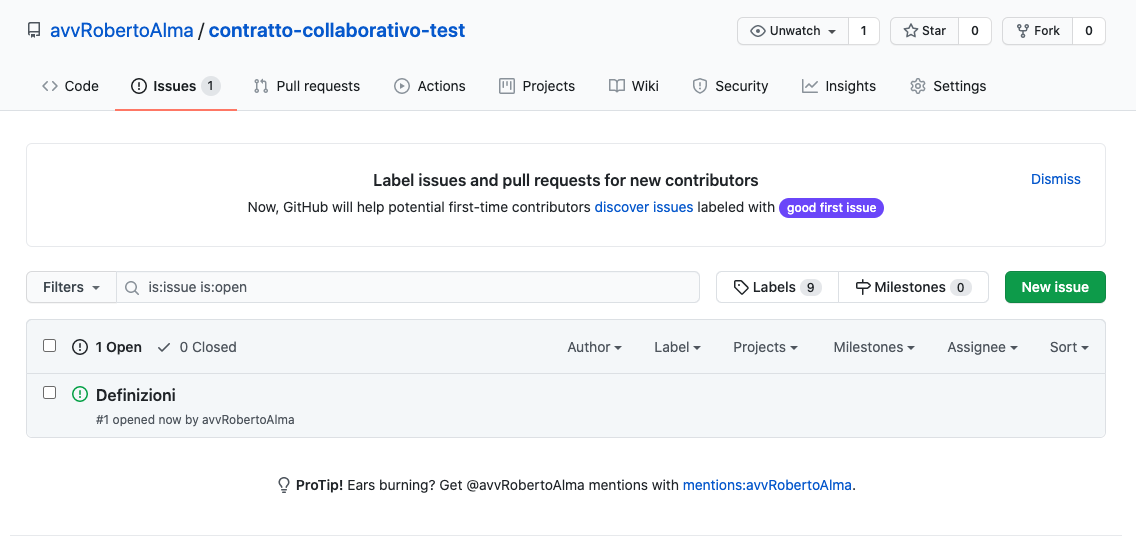 avvRobertoAlma / contratto-collaborativo-test
Unwatch 1 Star 0 Fork 0
Code Issues 1 Pull requests Actions Projects Wiki Security Insights Settings
Label issues and pull requests for new contributors
Dismiss
Now, GitHub will help potential first-time contributors discover issues labeled with good first issue
Filters is:issue is:open Labels 9 Milestones 0 New issue
1 Open 0 Closed Author Label Projects Milestones Assignee Sort
Definizioni
#1 opened now by avvRobertoAlma
ProTip! Ears burning? Get @avvRobertoAlma mentions with mentions:avvRobertoAlma.